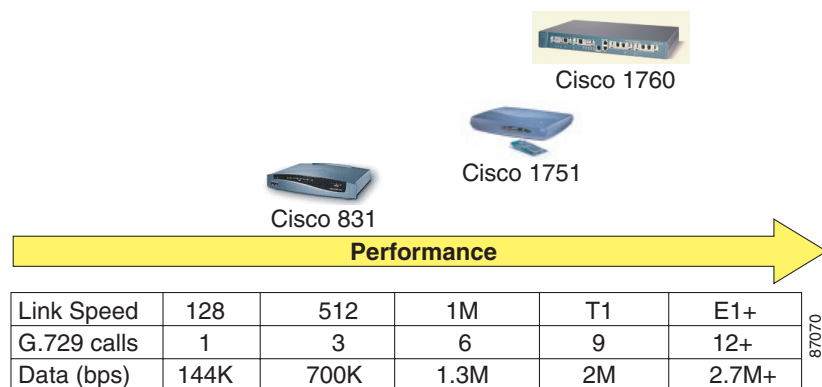 Cisco 1760
Cisco 1751
Cisco 831
Performance
Link Speed 128 512 1M T1 E1+
G.729 calls 1 3 6 9 12+
Data (bps) 144K 700K 1.3M 2M 2.7M+
87070